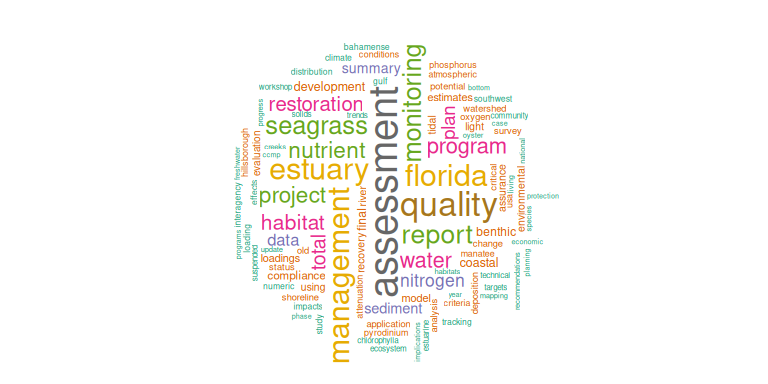 bahamense
climate
conditions
distribution
summary
gulf
phosphorus
atmospheric
workshop
development
potential
bottom
estimates
southwest
restoration
monitoring
progress
solids
trends
watershed
oxygen
community
seagrass
tidal
plan
light
case
survey
oyster
hillsborough
evaluation
creeks
ccmp
nutrient
assessment
program
national
freshwater
estuary
florida
critical
assurance
usa
living
environmental
effects
project
quality
protection
species
interagency
habitat
management
final
river
report
benthic
programs
loading
data
total
recovery
change
economic
suspended
update
old
loadings
water
manatee
coastal
planning
status
compliance
attenuation
nitrogen
habitats
technical
recommendations
numeric
using
deposition
targets
shoreline
model
year
mapping
impacts
sediment
criteria
analysis
phase
study
application
tracking
pyrodinium
implications
estuarine
chlorophylla
ecosystem